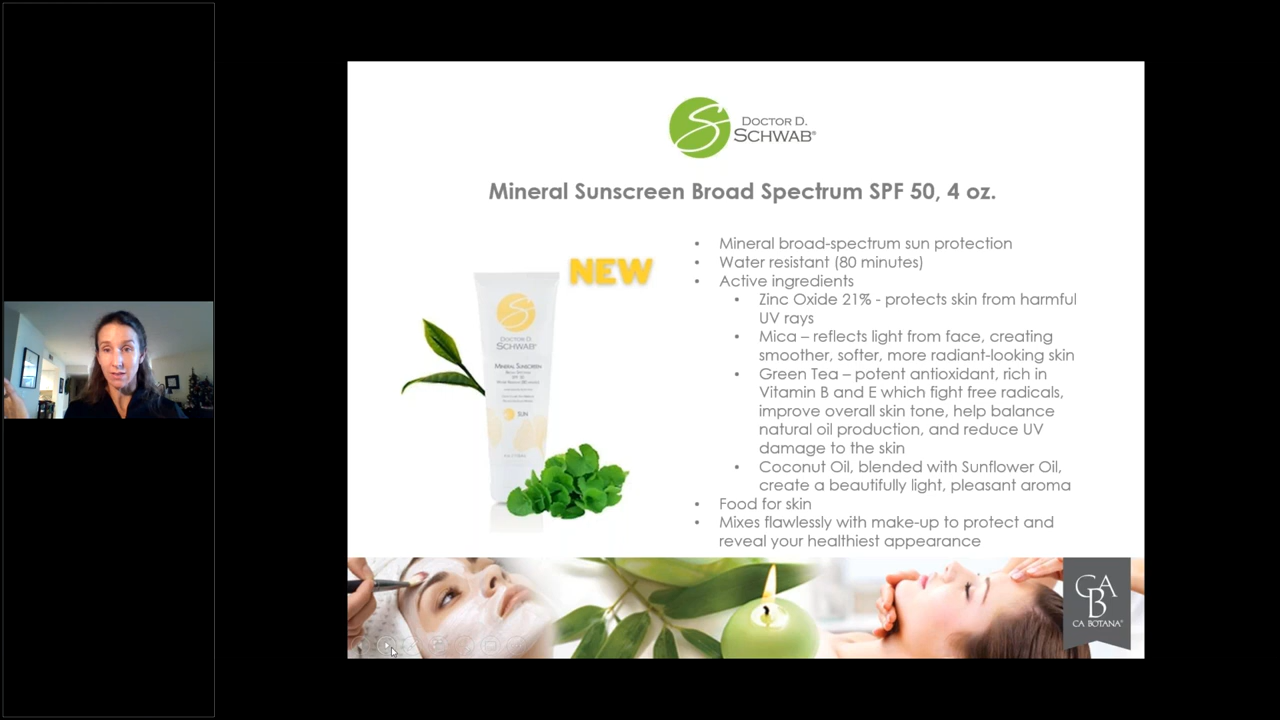 DOCTOR D.
SCHWAB®
Mineral Sunscreen Broad Spectrum SPF 50, 4 oz.
NEW
• Mineral broad-spectrum sun protection
• Water resistant (80 minutes)
• Active ingredients
• Zinc Oxide 21% - protects skin from harmful
UV rays
• Mica – reflects light from face, creating
smoother, softer, more radiant-looking skin
• Green Tea – potent antioxidant, rich in
Vitamin B and E which fight free radicals,
improve overall skin tone, help balance
natural oil production, and reduce UV
damage to the skin
• Coconut Oil, blended with Sunflower Oil,
create a beautifully light, pleasant aroma
• Food for skin
• Mixes flawlessly with make-up to protect and
reveal your healthiest appearance
DOCTOR D.
SCHWAB
MINERAL SUNSCREEN
BROAD SPECTRUM
SPF 50
SUN
CAB
CA BOTANA®